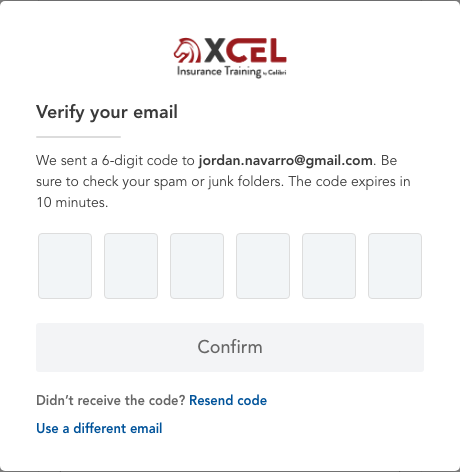 XCEL
Insurance Training by Colibri
Verify your email
We sent a 6-digit code to jordan.navarro@gmail.com. Be
sure to check your spam or junk folders. The code expires in
10 minutes.
Confirm
Didn’t receive the code? Resend code
Use a different email